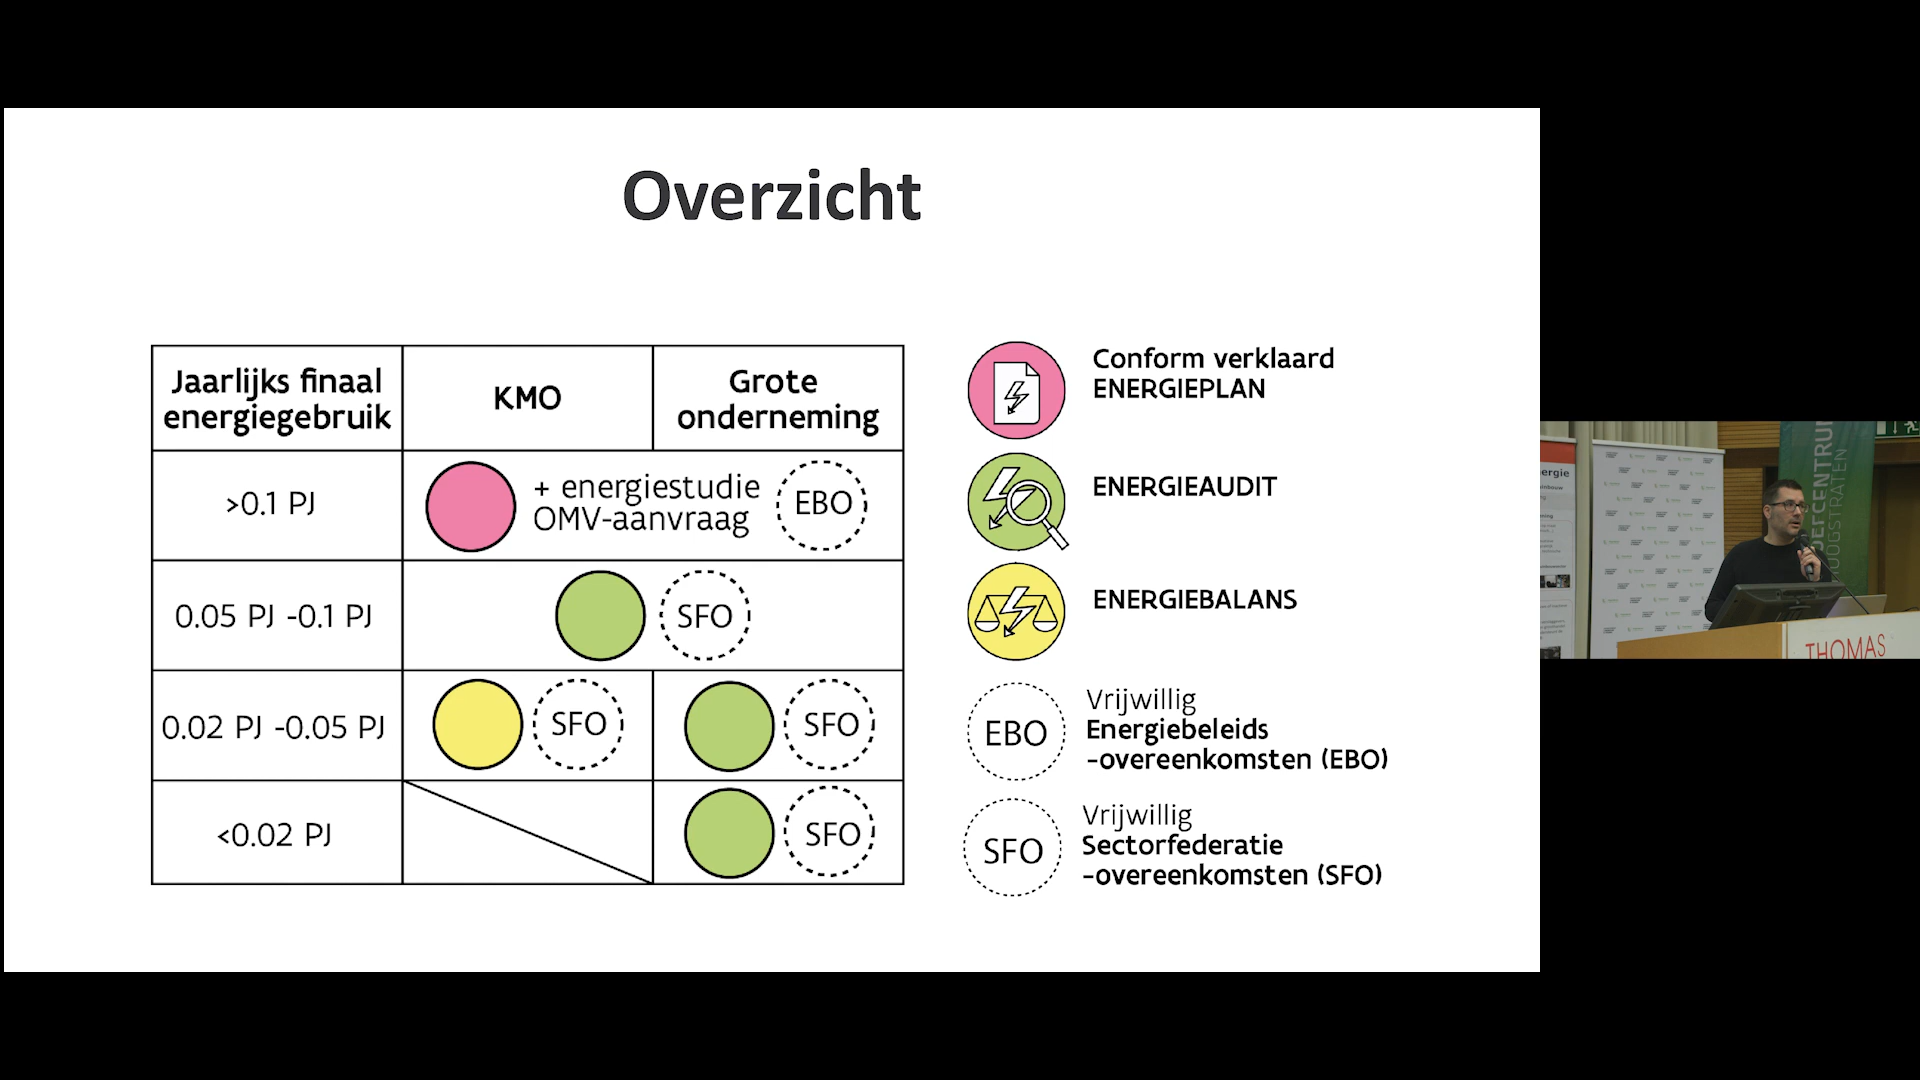 Overzicht
Jaarlijks finaal
energiegebruik
KMO
Grote
onderneming
>0.1 PJ
+ energiestudie
OMV-aanvraag
EBO
0.05 PJ -0.1 PJ
SFO
0.02 PJ -0.05 PJ
SFO
SFO
<0.02 PJ
SFO
Conform verklaard
ENERGIEPLAN
ENERGIEAUDIT
ENERGIEBALANS
EBO
Vrijwillig
Energiebeleids
-overeenkomsten (EBO)
SFO
Vrijwillig
Sectorfederatie
-overeenkomsten (SFO)
HOOGSTRATEN
THOMAS